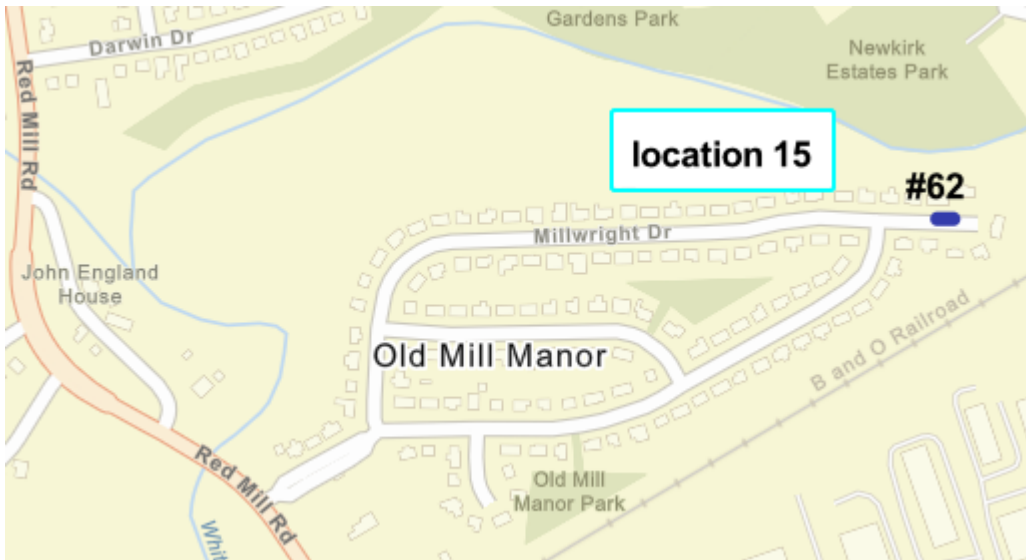 Gardens Park
Darwin Dr
Newkirk
Estates Park
Red Mill Rd
location 15
#62
Millwright Dr
John England
House
B and O Railroad
Old Mill Manor
Red Mill Rd
Old Mill
Manor Park
Whit